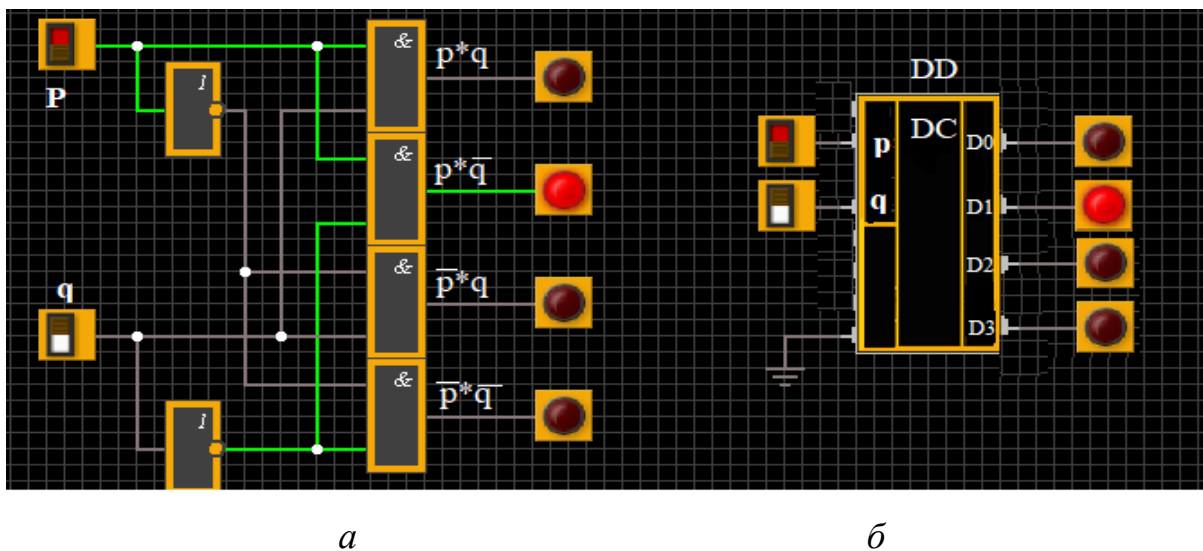 P
1
&
p*q
&
p*q̅
q
&
p̅*q
1
&
p̅*q̅
DD
DC
p
q
D0
D1
D2
D3
а
б